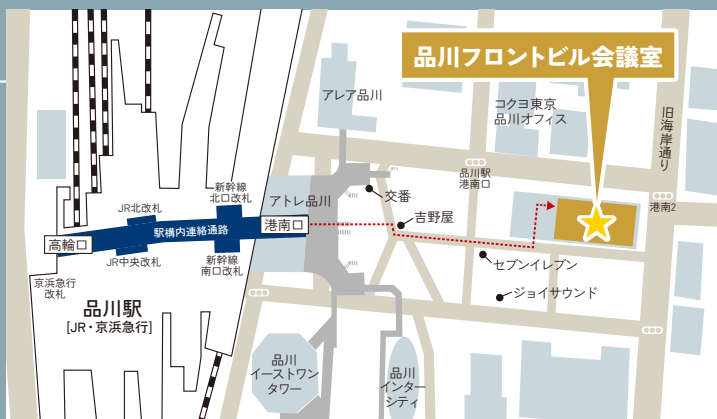 品川フロントビル会議室
アレア品川
コクヨ東京
品川オフィス
旧海岸通り
品川駅
港南口
港南2
交番
吉野屋
アトレ品川
新幹線
北口改札
JR北改札
港南口
駅構内連絡通路
高輪口
JR中央改札
新幹線
南口改札
京浜急行
改札
セブンイレブン
ジョイサウンド
品川駅
[JR・京浜急行]
品川
イーストワン
タワー
品川
インター
シティ